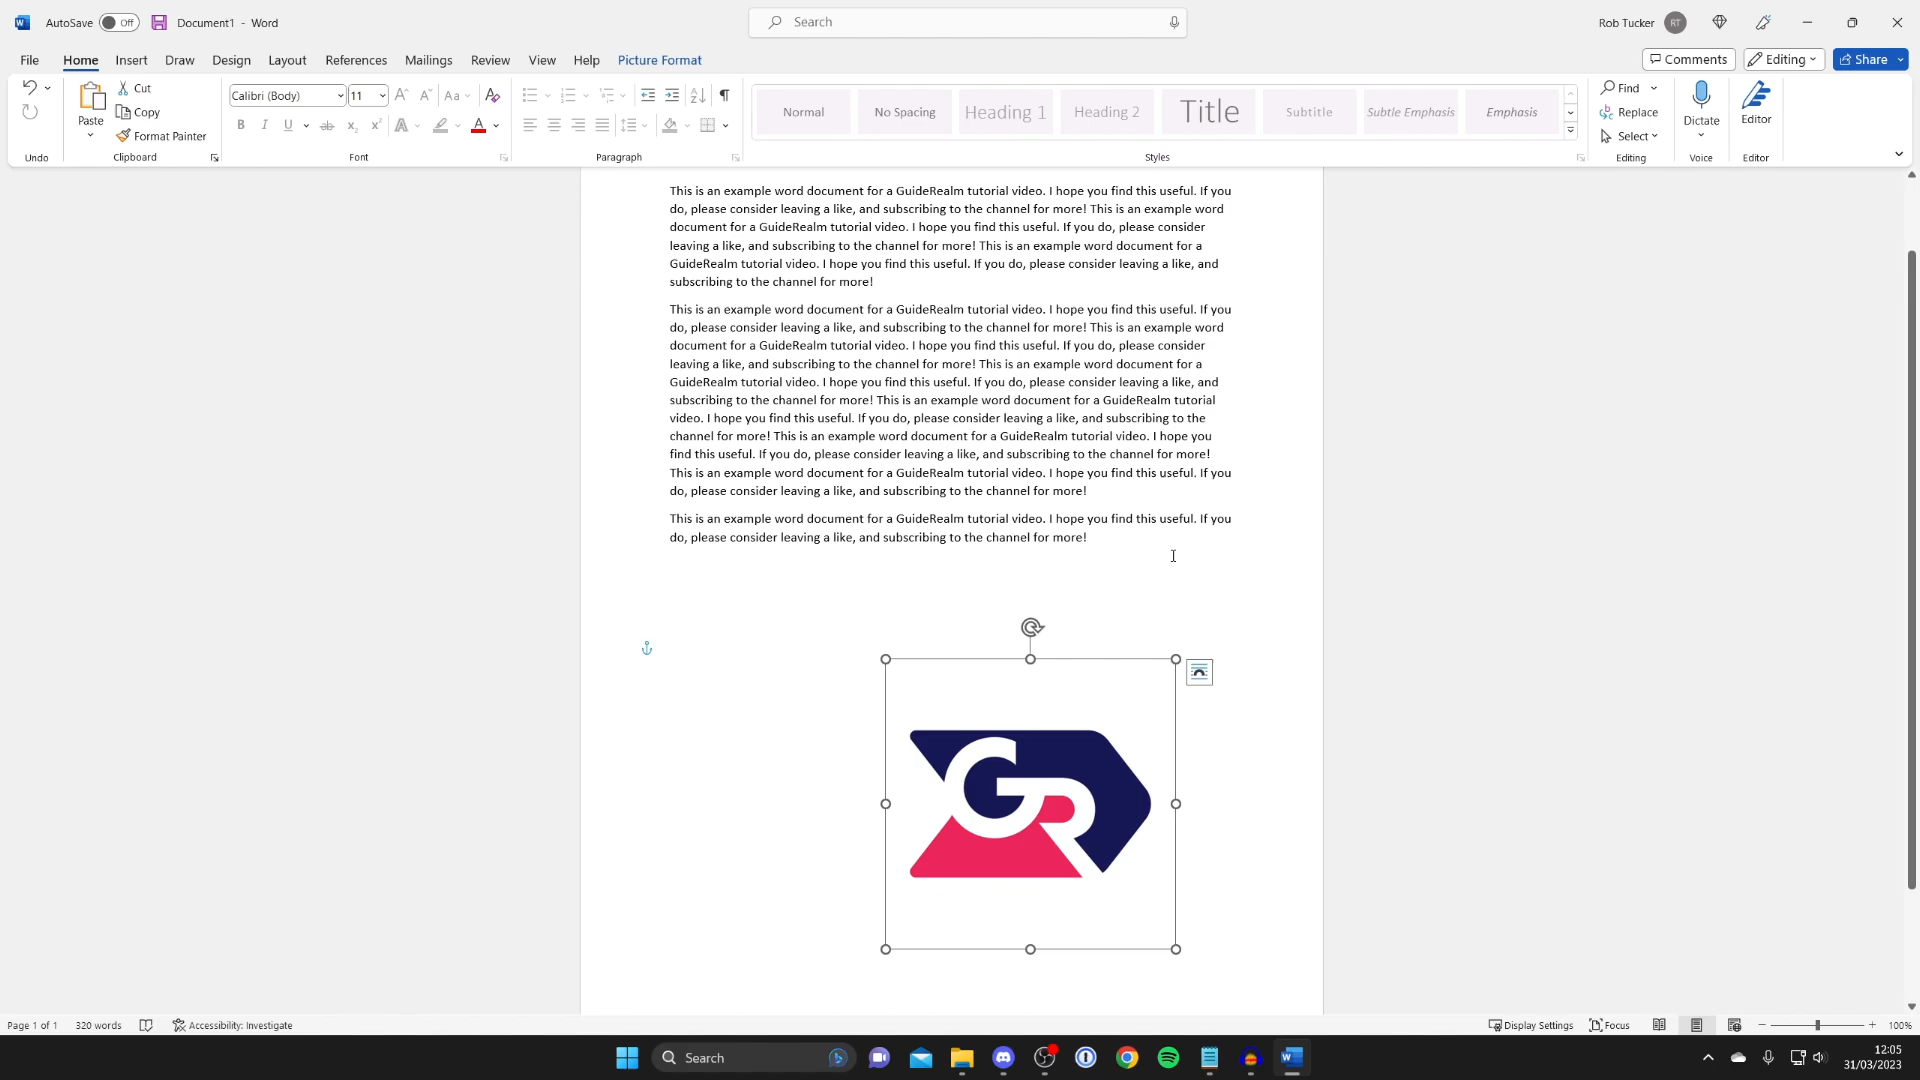 AutoSave Off Document1 - Word Search Rob Tucker RT
File Home Insert Draw Design Layout References Mailings Review View Help Picture Format Comments Editing Share
Paste Cut Copy Format Painter
Calibri (Body) 11
Normal No Spacing Heading 1 Heading 2 Title Subtitle Subtle Emphasis Emphasis
Find Replace Select Dictate Editor
Undo Clipboard Font Paragraph Styles Editing Voice Editor
This is an example word document for a GuideRealm tutorial video. I hope you find this useful. If you
do, please consider leaving a like, and subscribing to the channel for more! This is an example word
document for a GuideRealm tutorial video. I hope you find this useful. If you do, please consider
leaving a like, and subscribing to the channel for more! This is an example word document for a
GuideRealm tutorial video. I hope you find this useful. If you do, please consider leaving a like, and
subscribing to the channel for more!
This is an example word document for a GuideRealm tutorial video. I hope you find this useful. If you
do, please consider leaving a like, and subscribing to the channel for more! This is an example word
document for a GuideRealm tutorial video. I hope you find this useful. If you do, please consider
leaving a like, and subscribing to the channel for more! This is an example word document for a
GuideRealm tutorial video. I hope you find this useful. If you do, please consider leaving a like, and
subscribing to the channel for more! This is an example word document for a GuideRealm tutorial
video. I hope you find this useful. If you do, please consider leaving a like, and subscribing to the
channel for more! This is an example word document for a GuideRealm tutorial video. I hope you
find this useful. If you do, please consider leaving a like, and subscribing to the channel for more!
This is an example word document for a GuideRealm tutorial video. I hope you find this useful. If you
do, please consider leaving a like, and subscribing to the channel for more!
This is an example word document for a GuideRealm tutorial video. I hope you find this useful. If you
do, please consider leaving a like, and subscribing to the channel for more!
GR
Page 1 of 1 320 words Accessibility: Investigate Display Settings Focus 100%
Search 12:05
31/03/2023